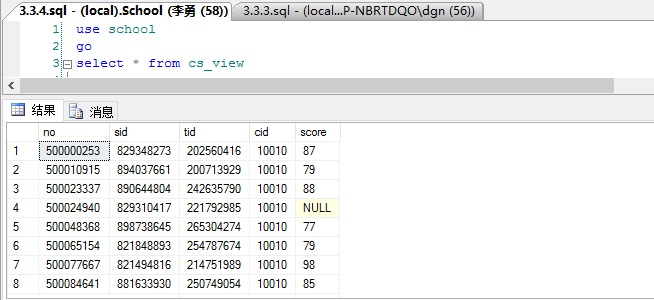 3.3.4.sql - (local).School (李勇 (58)) 3.3.3.sql - (local...P-NBRTDQO\dgn (56))
1 use school
2 go
3 select * from cs_view
结果 消息
no sid tid cid score
1 500000253 829348273 202560416 10010 87
2 500010915 894037661 200713929 10010 79
3 500023337 890644804 242635790 10010 88
4 500024940 829310417 221792985 10010 NULL
5 500048368 898738645 265304274 10010 77
6 500065154 821848893 254787674 10010 79
7 500077667 821494816 214751989 10010 98
8 500084641 881633930 250749054 10010 85